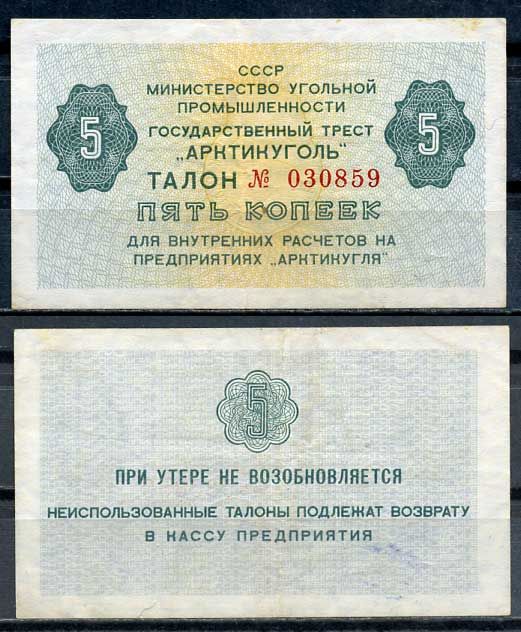 СССР
МИНИСТЕРСТВО УГОЛЬНОЙ
ПРОМЫШЛЕННОСТИ
ГОСУДАРСТВЕННЫЙ ТРЕСТ
5 „АРКТИКУГОЛЬ" 5
ТАЛОН № 030859
ПЯТЬ КОПЕЕК
ДЛЯ ВНУТРЕННИХ РАСЧЕТОВ НА
ПРЕДПРИЯТИЯХ „АРКТИКУГЛЯ"
5
ПРИ УТЕРЕ НЕ ВОЗОБНОВЛЯЕТСЯ
НЕИСПОЛЬЗОВАННЫЕ ТАЛОНЫ ПОДЛЕЖАТ ВОЗВРАТУ
В КАССУ ПРЕДПРИЯТИЯ